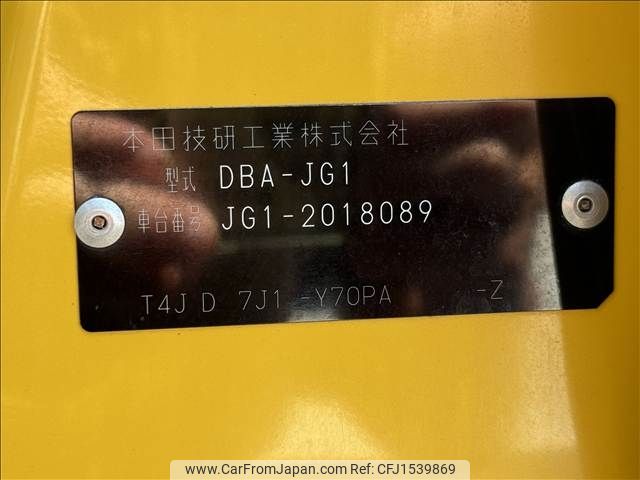 本田技研工業株式会社
型式 DBA-JG1
車台番号 JG1-2018089
T4J D 7J1 -Y70PA -Z
www.CarFromJapan.com CFJ1539869